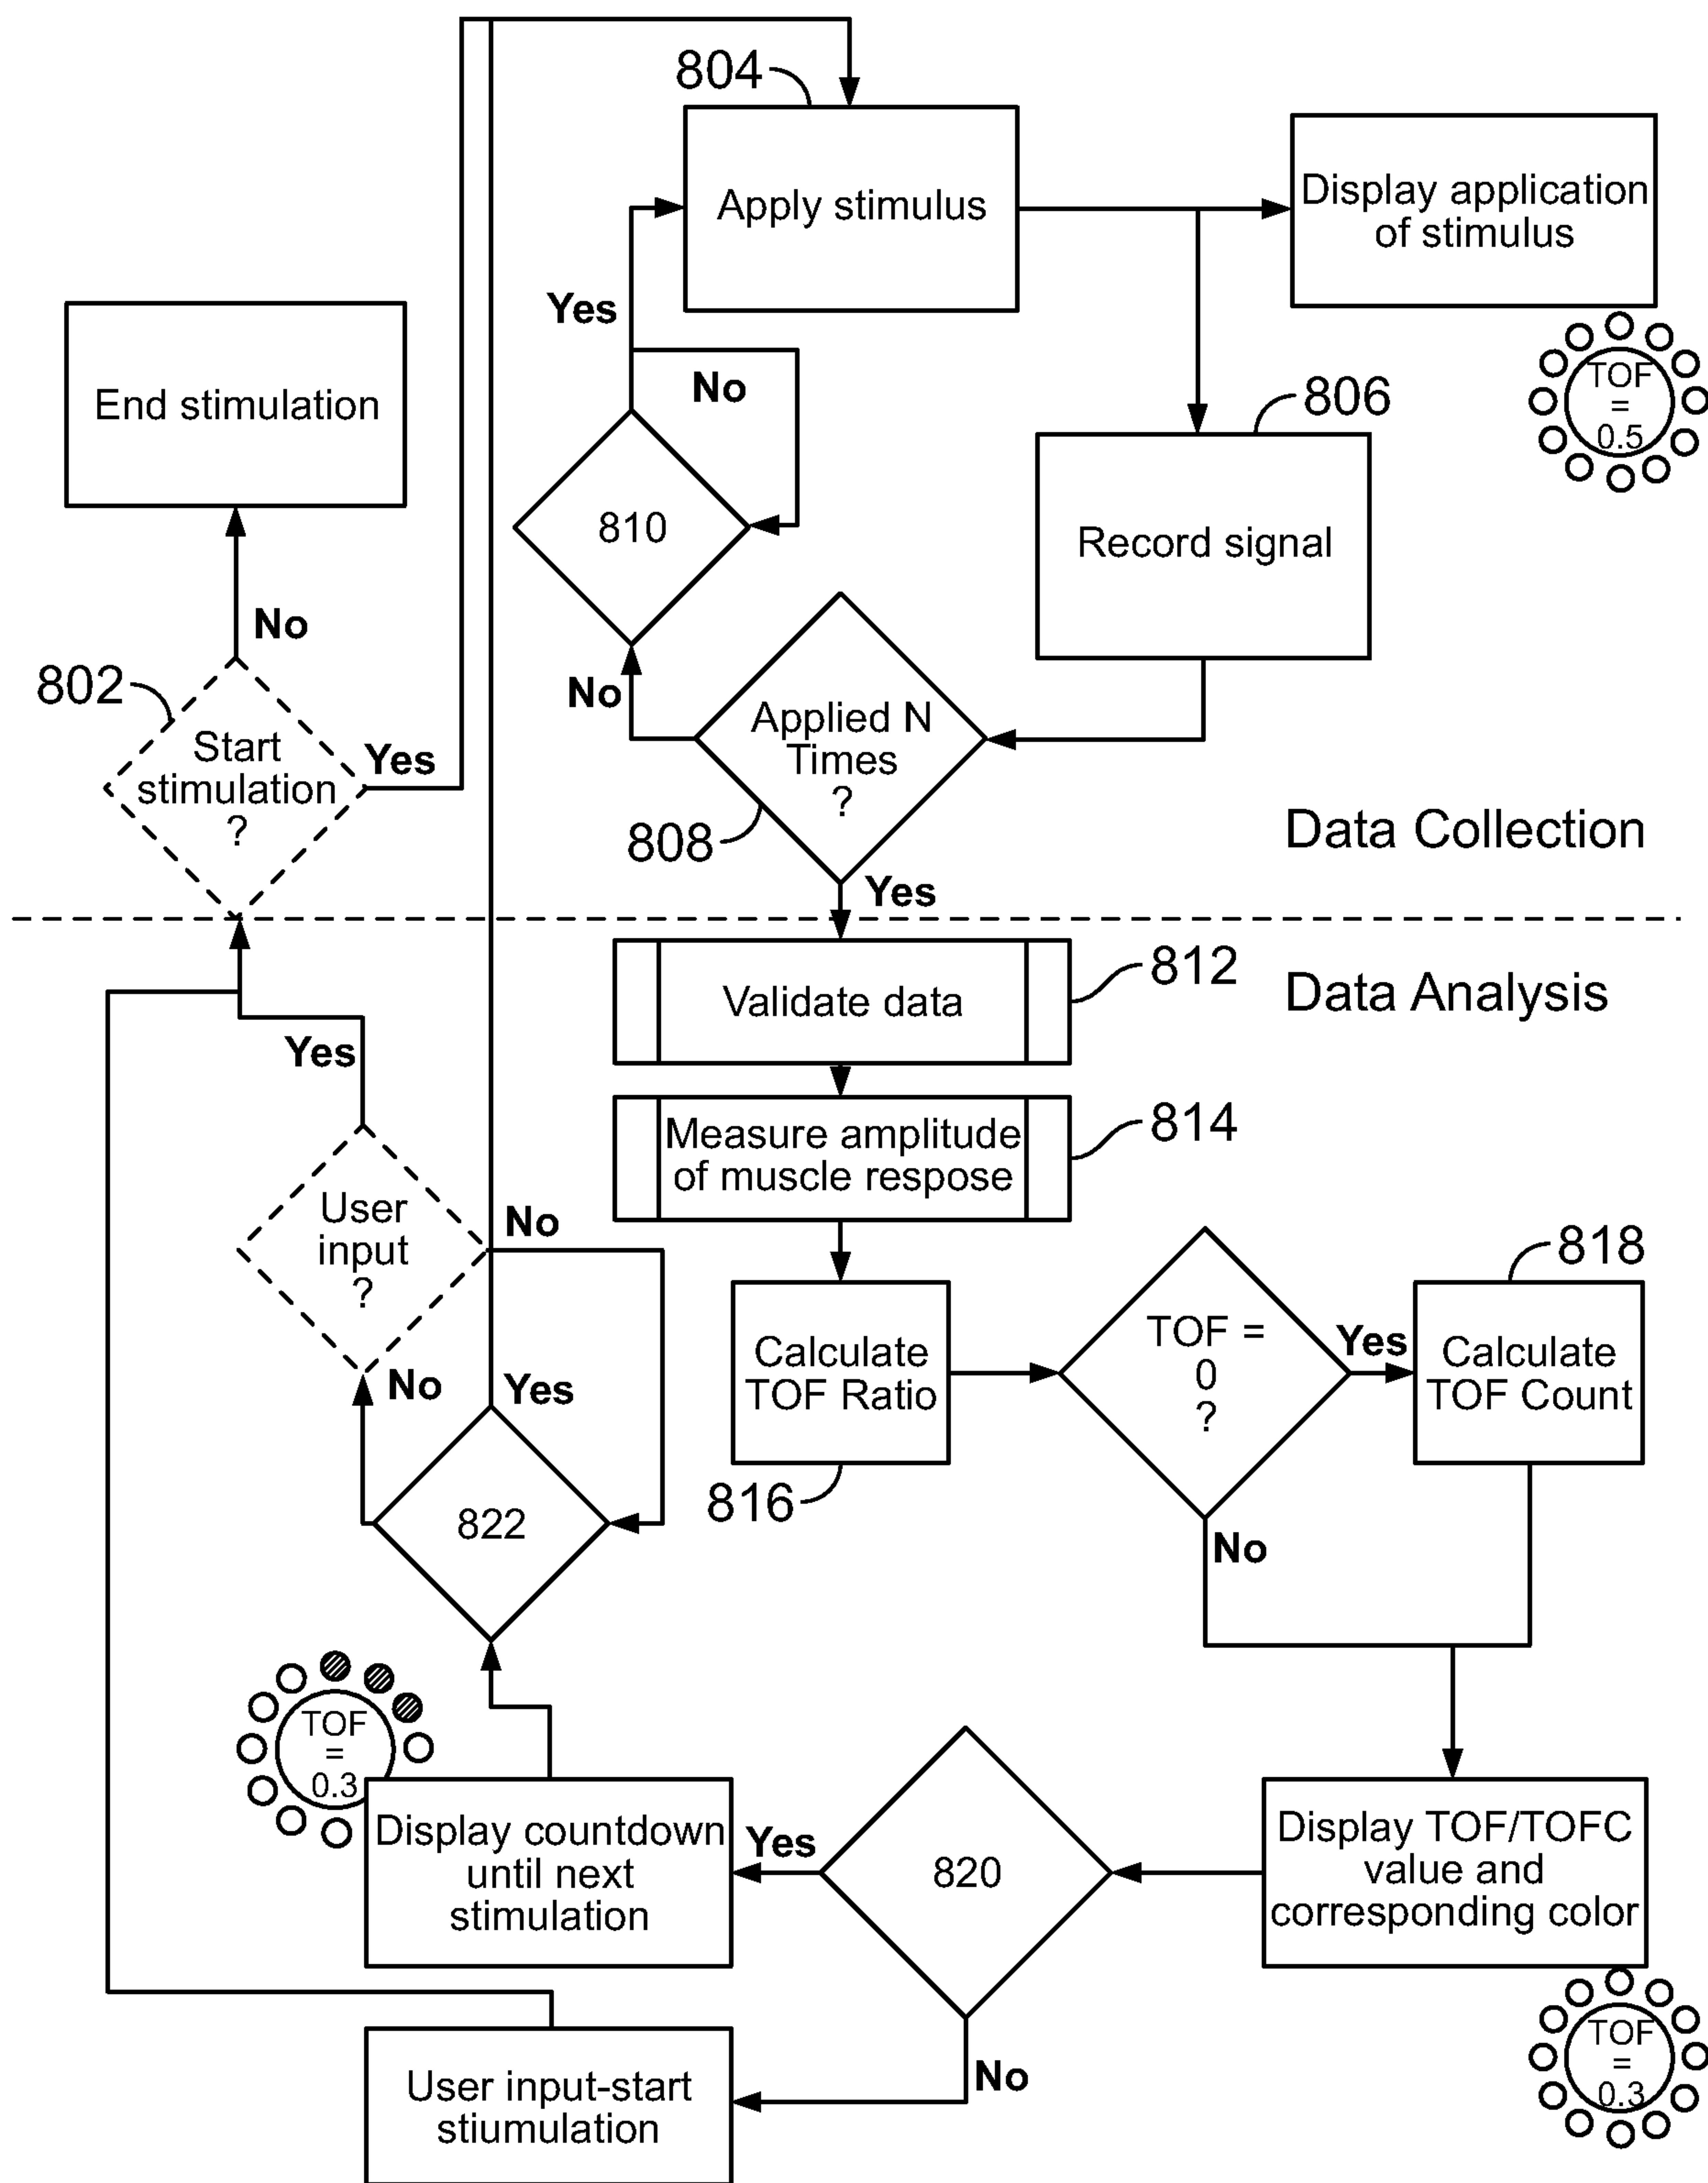 804
Apply stimulus
Display application
of stimulus
Yes
No
End stimulation
TOF
=
0.5
806
810
Record signal
No
802
No
Applied N
Times
?
Start
stimulation
?
Yes
808
Data Collection
Yes
812
Validate data
Data Analysis
Yes
814
Measure amplitude
of muscle respose
User
input
?
No
818
TOF =
0
?
Yes
Calculate
TOF Ratio
Calculate
TOF Count
No
Yes
816
822
No
TOF
=
0.3
Display countdown
until next
stimulation
Yes
820
Display TOF/TOFC
value and
corresponding color
No
TOF
=
0.3
User input-start
stiumulation